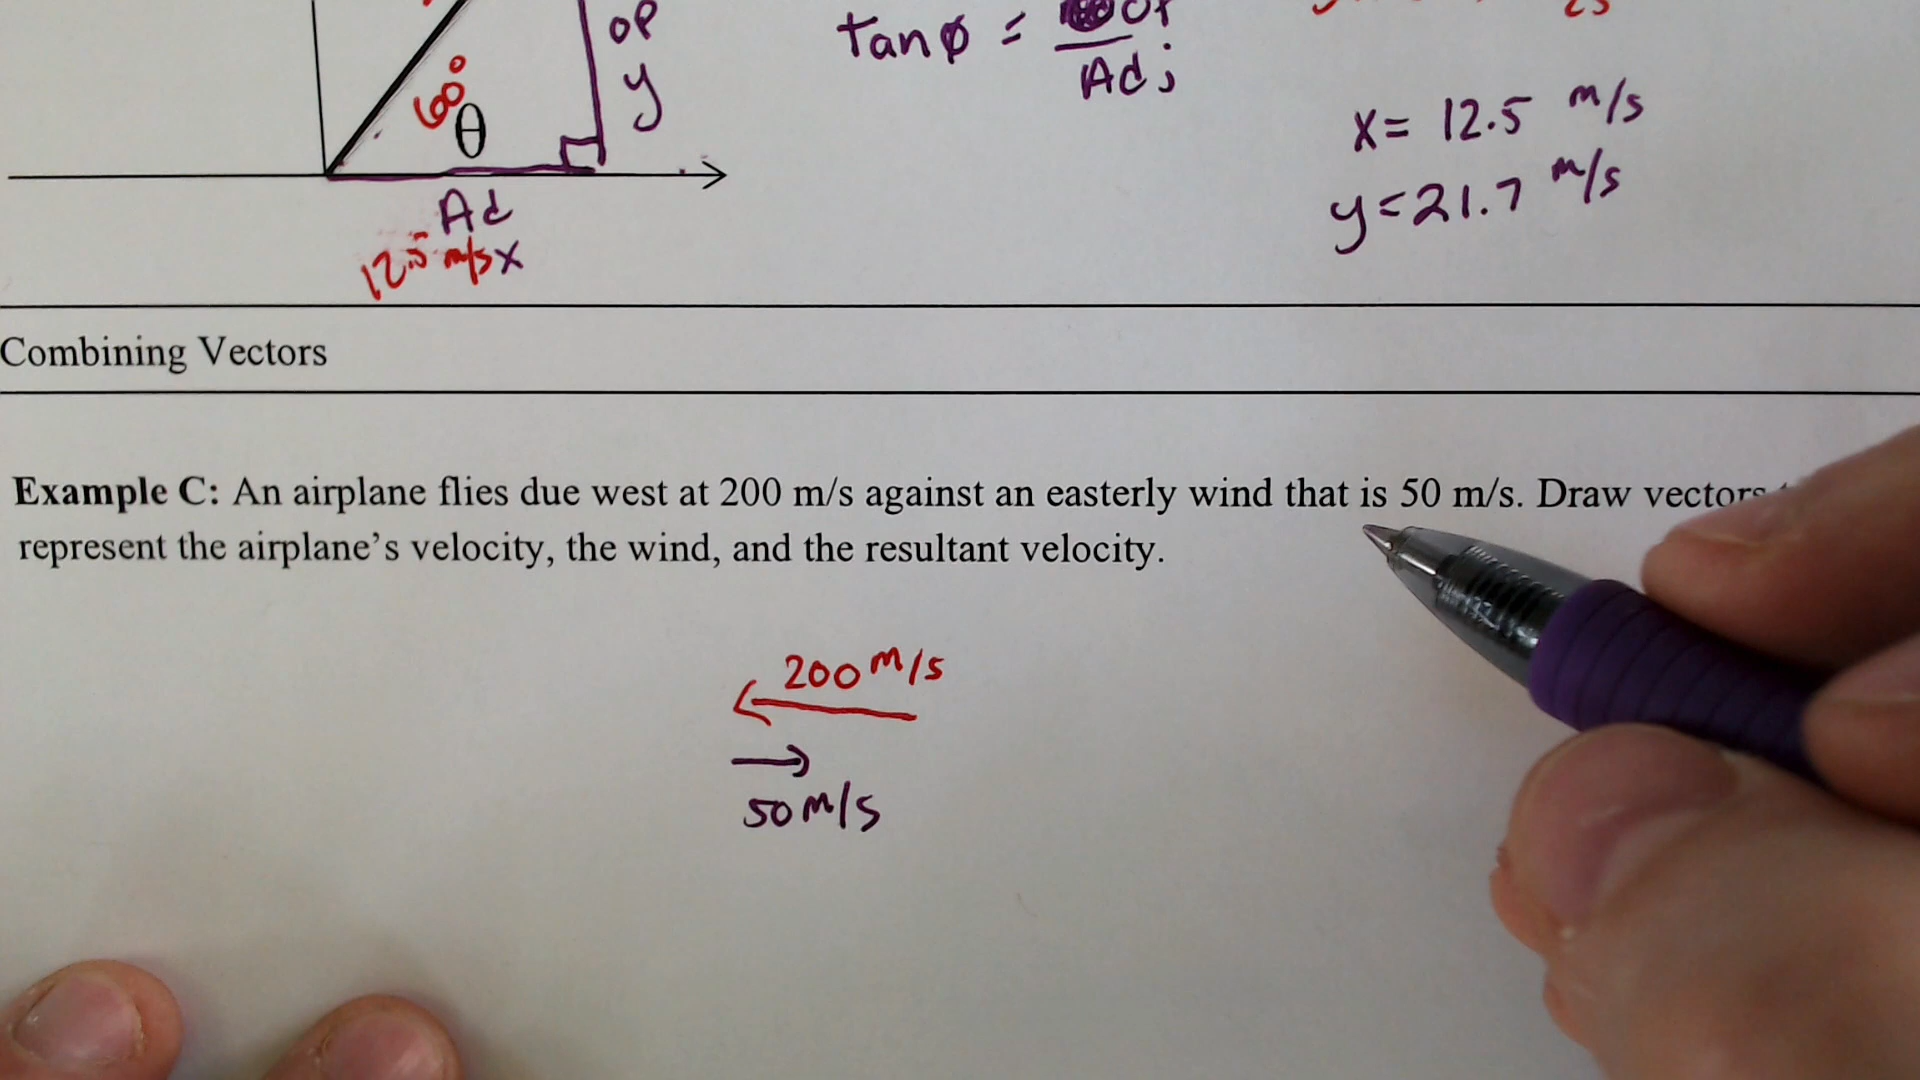 60°
θ
op
y
Ad
12.5 m/s x
tanø =
Adj
x = 12.5 m/s
y = 21.7 m/s
Combining Vectors
Example C: An airplane flies due west at 200 m/s against an easterly wind that is 50 m/s. Draw vectors
represent the airplane's velocity, the wind, and the resultant velocity.
200 m/s
50 m/s